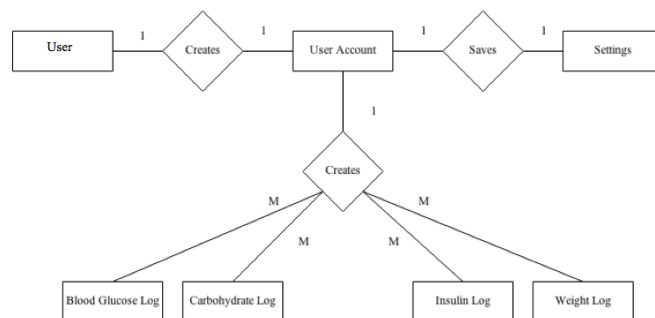 User
1
Creates
1
User Account
1
Saves
1
Settings
1
Creates
M
M
M
M
Blood Glucose Log
Carbohydrate Log
Insulin Log
Weight Log